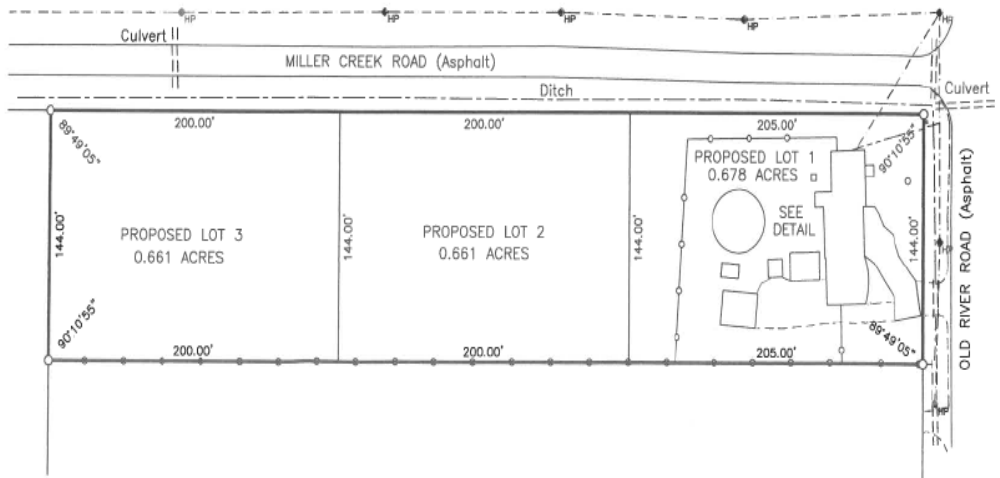 HP
HP
HP
HP
HP
Culvert
MILLER CREEK ROAD (Asphalt)
Ditch
Culvert
200.00'
200.00'
205.00'
89°49'05"
90°10'55"
PROPOSED LOT 1
0.678 ACRES
SEE
DETAIL
144.00'
PROPOSED LOT 3
0.661 ACRES
144.00'
PROPOSED LOT 2
0.661 ACRES
144.00'
144.00'
HP
OLD RIVER ROAD (Asphalt)
90°10'55"
89°49'05"
200.00'
200.00'
205.00'
HP